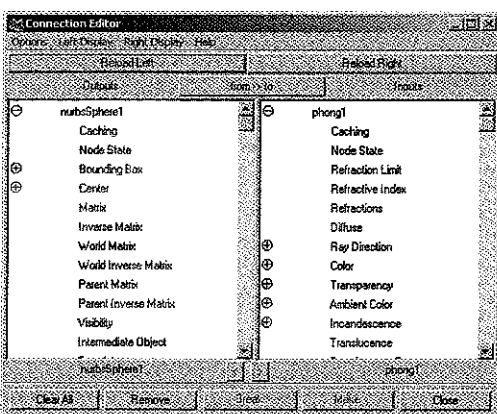 Connection Editor
Options Left Display Right Display Help
Reload Left Reload Right
Outputs from -> to Inputs
nurbsSphere1
Caching
Node State
Bounding Box
Center
Matrix
Inverse Matrix
World Matrix
World Inverse Matrix
Parent Matrix
Parent Inverse Matrix
Visibility
Intermediate Object
nurbsSphere1
phong1
Caching
Node State
Refraction Limit
Refractive Index
Refractions
Diffuse
Ray Direction
Color
Transparency
Ambient Color
Incandescence
Translucence
phong1
Clear All Remove Break Make Close